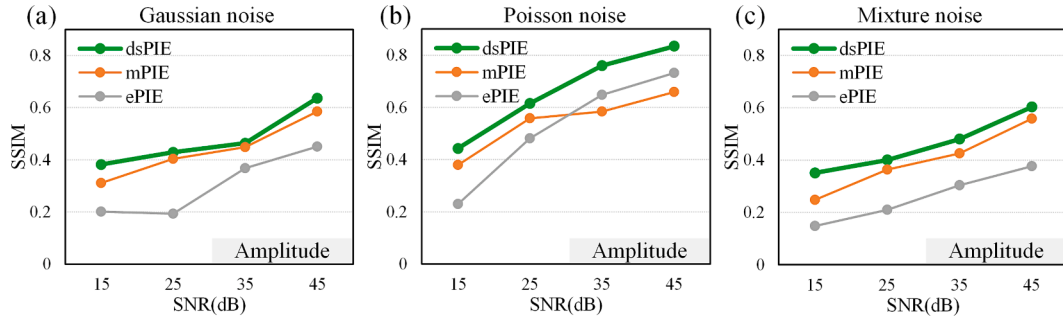 (a) Gaussian noise
dsPIE
mPIE
ePIE
0.8
0.6
0.4
0.2
0
SSIM
Amplitude
15 25 35 45
SNR(dB)
(b) Poisson noise
dsPIE
mPIE
ePIE
0.8
0.6
0.4
0.2
0
SSIM
Amplitude
15 25 35 45
SNR(dB)
(c) Mixture noise
dsPIE
mPIE
ePIE
0.8
0.6
0.4
0.2
0
SSIM
Amplitude
15 25 35 45
SNR(dB)